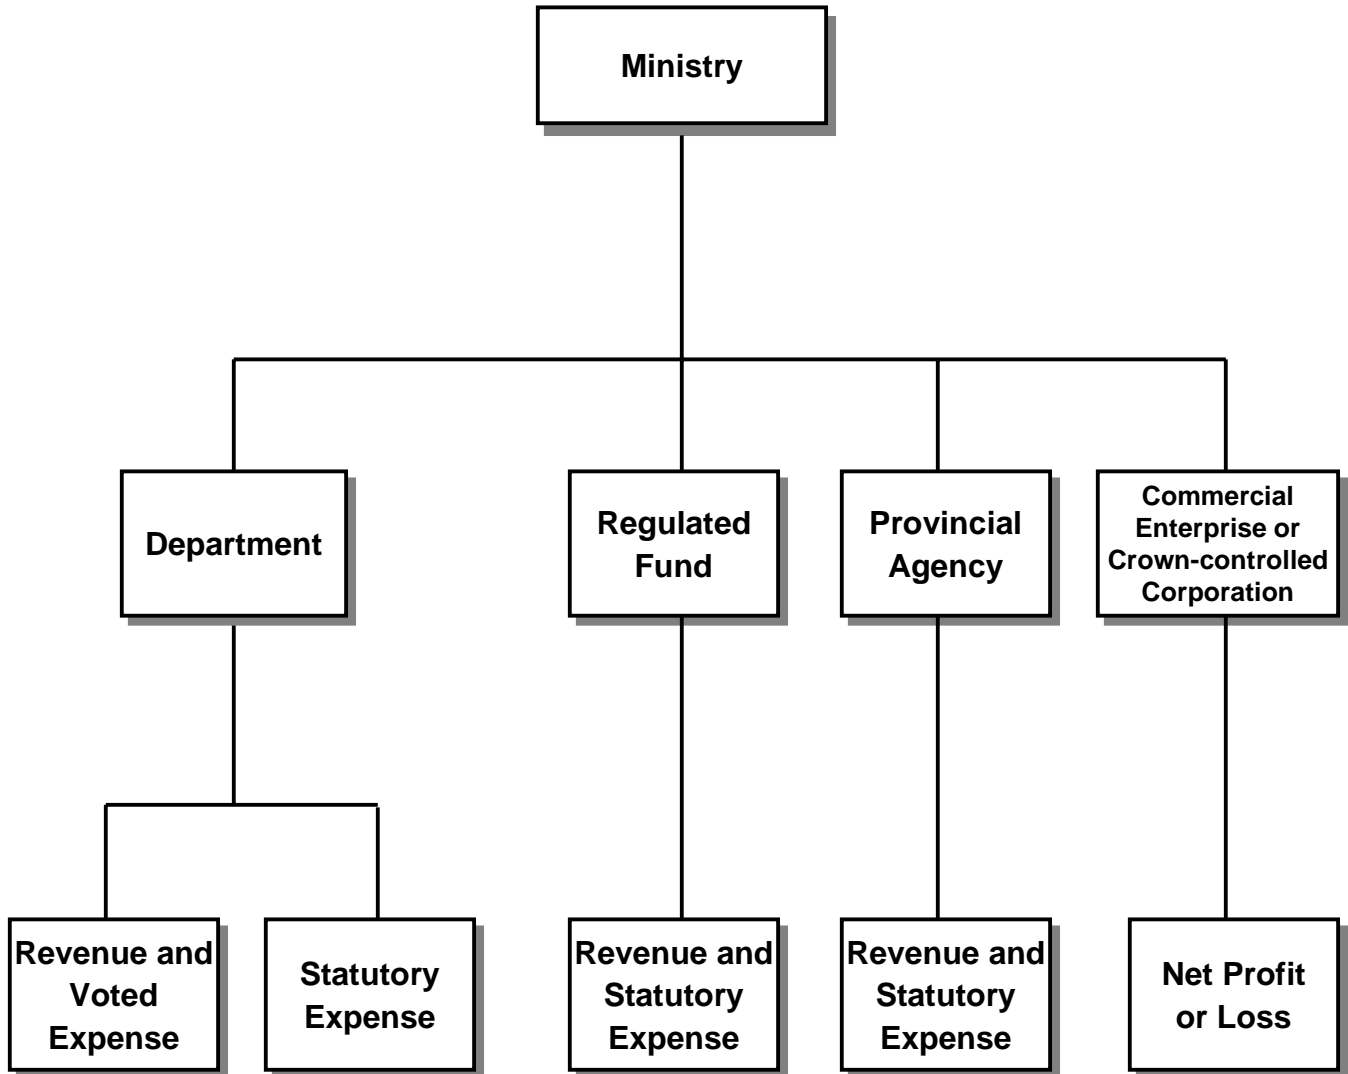 Ministry
Department
Regulated
Fund
Provincial
Agency
Commercial
Enterprise or
Crown-controlled
Corporation
Revenue and
Voted
Expense
Statutory
Expense
Revenue and
Statutory
Expense
Revenue and
Statutory
Expense
Net Profit
or Loss